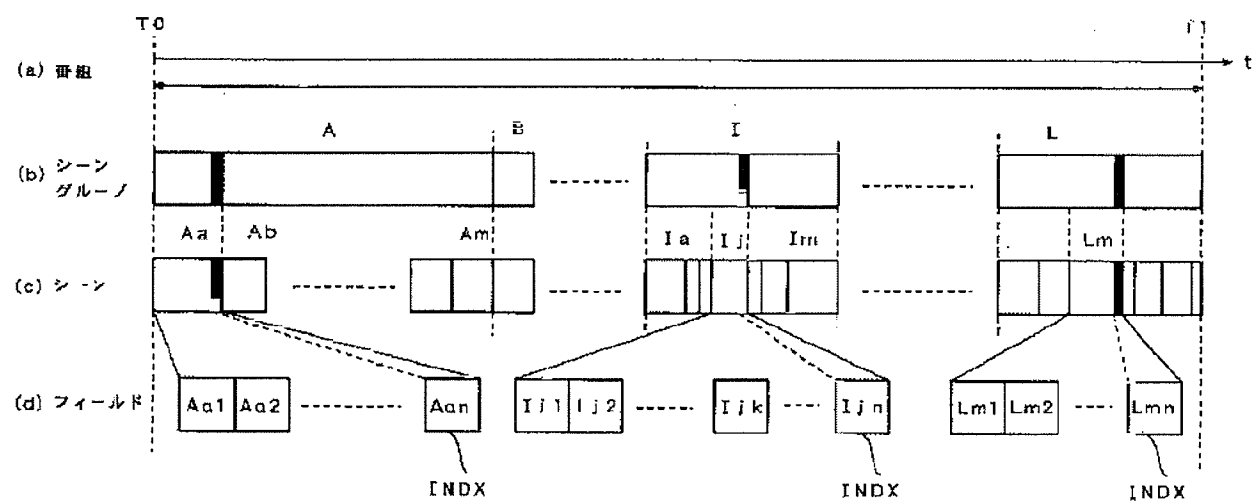 T0
T1
(a) 番組
t
A
B
I
L
(b) シーン
グループ
Aa
Ab
Am
Ia
Ij
Im
Lm
(c) シーン
(d) フィールド
Aa1
Aa2
Aan
Ij1
Ij2
Ijk
Ijn
Lm1
Lm2
Lmn
INDX
INDX
INDX